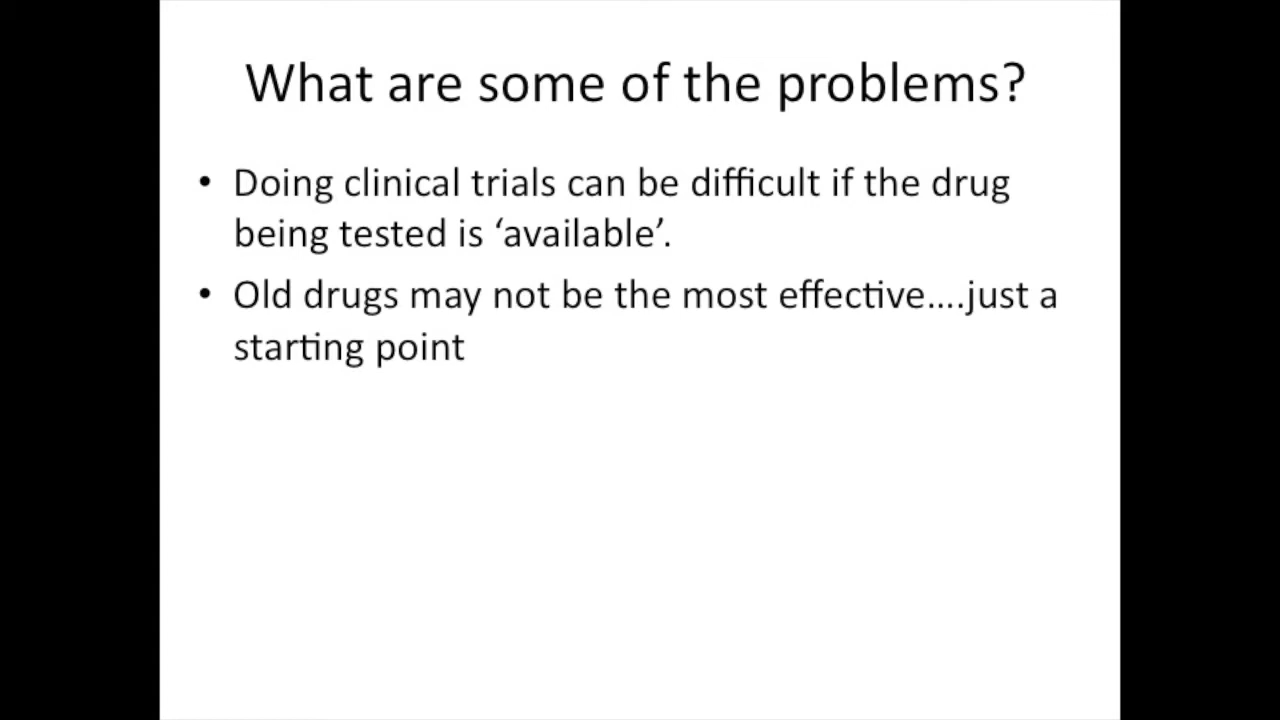 What are some of the problems?
• Doing clinical trials can be difficult if the drug
being tested is ‘available’.
• Old drugs may not be the most effective....just a
starting point